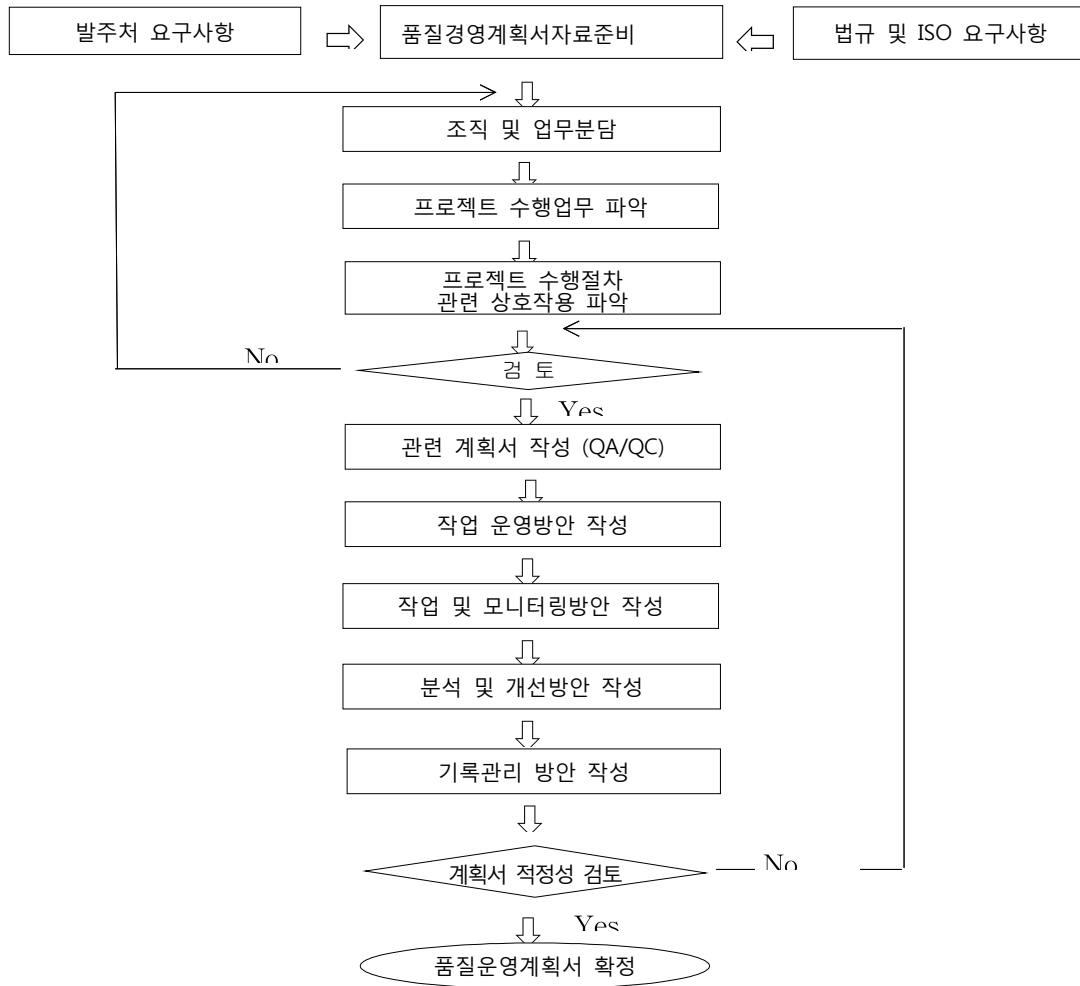 발주처 요구사항
품질경영계획서자료준비
법규 및 ISO 요구사항
조직 및 업무분담
프로젝트 수행업무 파악
프로젝트 수행절차
관련 상호작용 파악
No
검 토
Yes
관련 계획서 작성 (QA/QC)
작업 운영방안 작성
작업 및 모니터링방안 작성
분석 및 개선방안 작성
기록관리 방안 작성
계획서 적정성 검토
No
Yes
품질운영계획서 확정